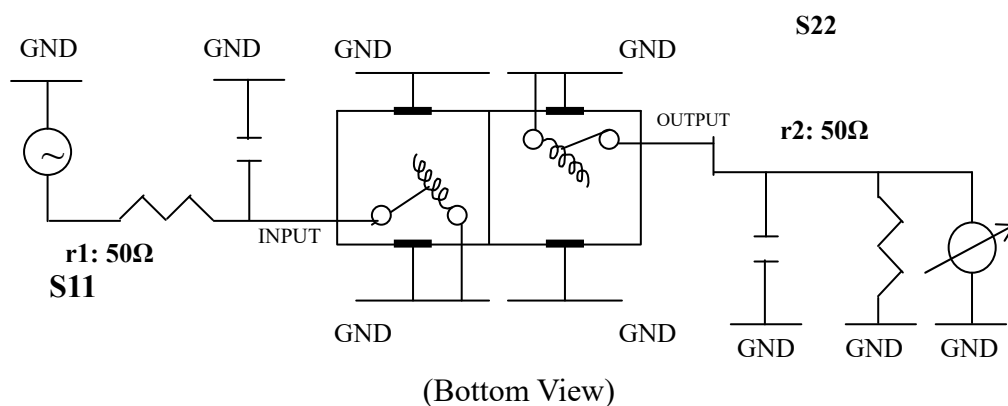 S22
GND
GND
GND
GND
OUTPUT
r2: 50Ω
INPUT
r1: 50Ω
S11
GND
GND
GND
GND
GND
(Bottom View)